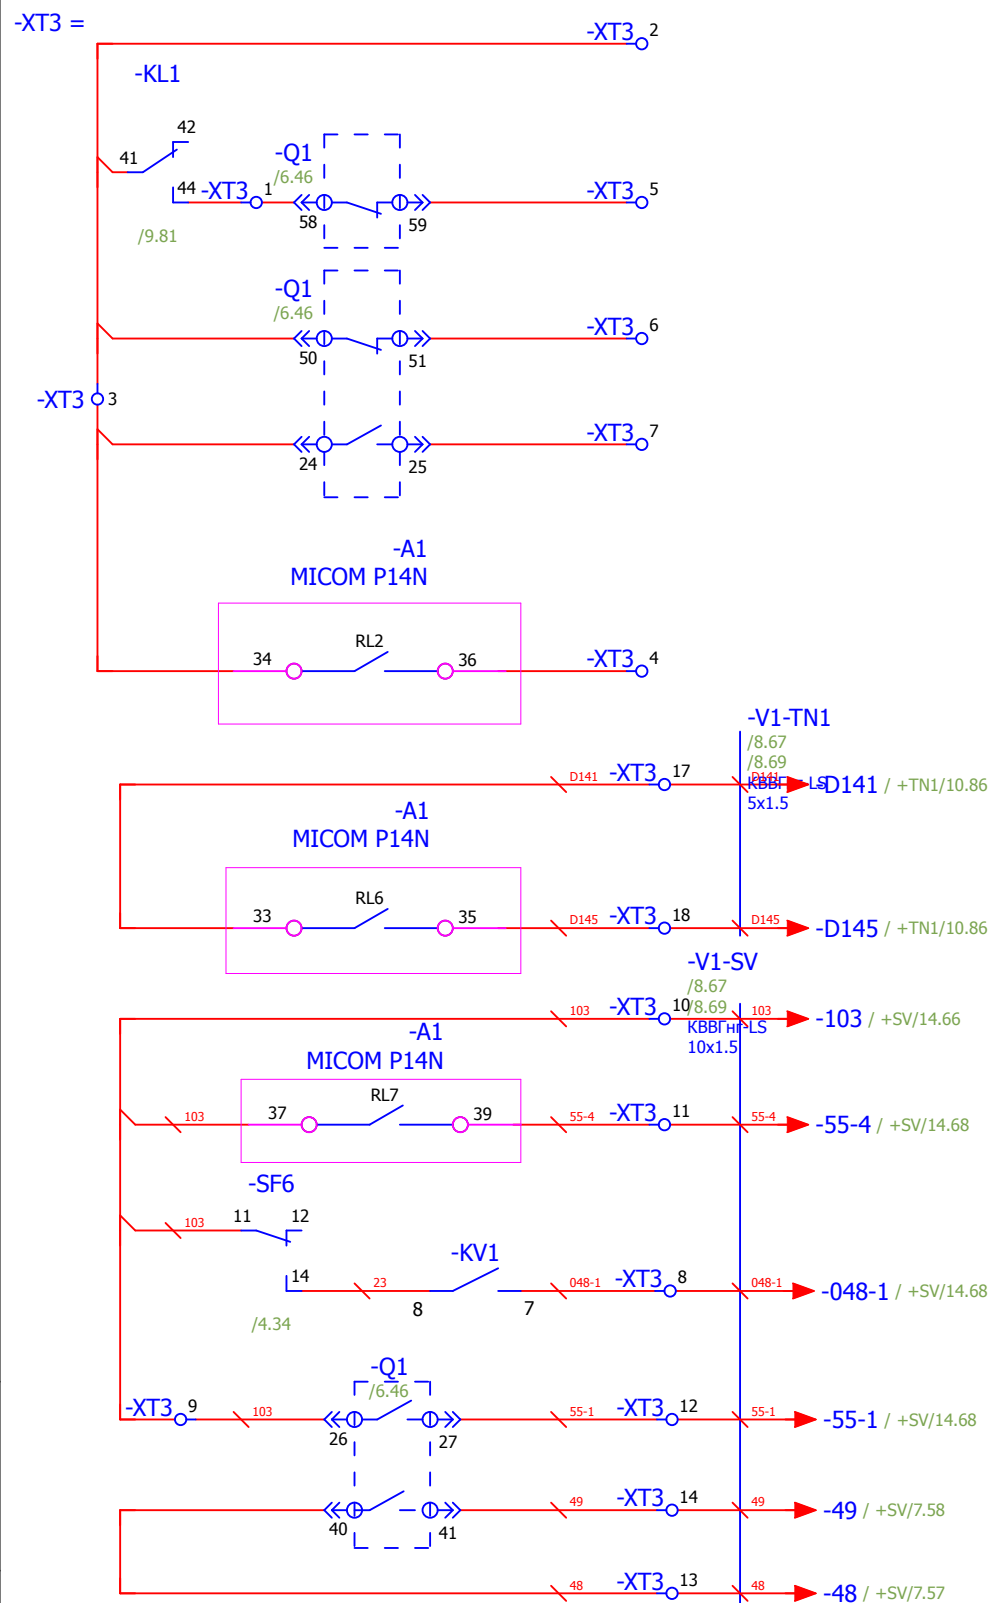 -XT3 =
-XT3 2
-KL1
42
41
-Q1
/6.46
44 -XT3 1
-XT3 5
58 59
/9.81
-Q1
/6.46
-XT3 6
50 51
-XT3 3
-XT3 7
24 25
-A1
MICOM P14N
RL2
34 36
-XT3 4
-V1-TN1
/8.67
/8.69
КВВГнг-LS
5x1.5
D141 -XT3 17 D141 -D141 / +TN1/10.86
-A1
MICOM P14N
RL6
33 35
D145 -XT3 18 D145 -D145 / +TN1/10.86
-V1-SV
/8.67
/8.69
КВВГнг-LS
10x1.5
103 -XT3 10 103 -103 / +SV/14.66
-A1
MICOM P14N
RL7
103 37 39 55-4 -XT3 11 55-4 -55-4 / +SV/14.68
-SF6
103 11 12
-KV1
14 23 8 7 048-1 -XT3 8 048-1 -048-1 / +SV/14.68
/4.34
-Q1
/6.46
-XT3 9 103 26 27 55-1 -XT3 12 55-1 -55-1 / +SV/14.68
40 41 49 -XT3 14 49 -49 / +SV/7.58
48 -XT3 13 48 -48 / +SV/7.57